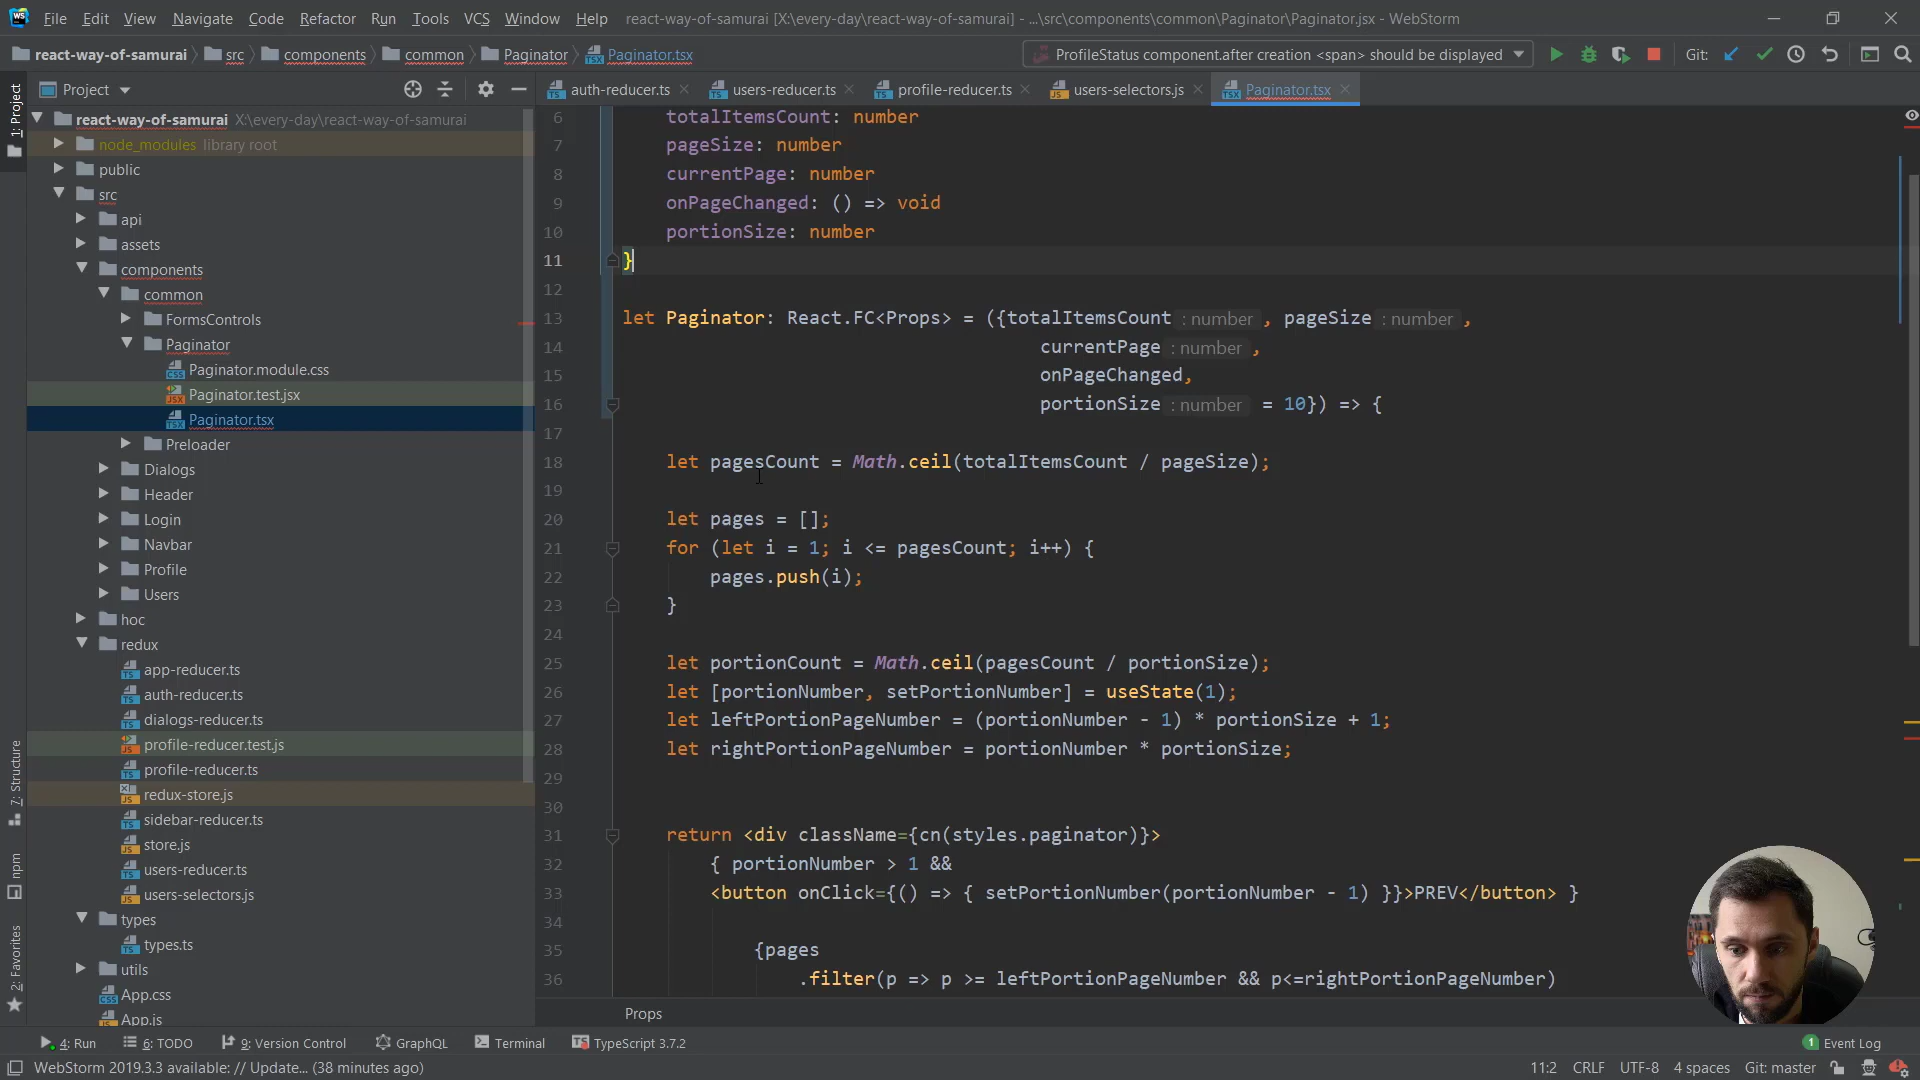 File Edit View Navigate Code Refactor Run Tools VCS Window Help react-way-of-samurai [X:\every-day\react-way-of-samurai] - ...\src\components\common\Paginator\Paginator.jsx - WebStorm
react-way-of-samurai src components common Paginator Paginator.tsx ProfileStatus component.after creation <span> should be displayed Git:
Project auth-reducer.ts users-reducer.ts profile-reducer.ts users-selectors.js Paginator.tsx
1: Project
react-way-of-samurai X:\every-day\react-way-of-samurai
node_modules library root
public
src
api
assets
components
common
FormsControls
Paginator
Paginator.module.css
Paginator.test.jsx
Paginator.tsx
Preloader
Dialogs
Header
Login
Navbar
Profile
Users
hoc
redux
app-reducer.ts
auth-reducer.ts
dialogs-reducer.ts
profile-reducer.test.js
profile-reducer.ts
redux-store.js
sidebar-reducer.ts
store.js
users-reducer.ts
users-selectors.js
types
types.ts
utils
App.css
App.js
7: Structure
npm
2: Favorites
6 totalItemsCount: number
7 pageSize: number
8 currentPage: number
9 onPageChanged: () => void
10 portionSize: number
11 }
12
13 let Paginator: React.FC<Props> = ({totalItemsCount : number , pageSize : number ,
14 currentPage : number ,
15 onPageChanged,
16 portionSize : number = 10}) => {
17
18 let pagesCount = Math.ceil(totalItemsCount / pageSize);
19
20 let pages = [];
21 for (let i = 1; i <= pagesCount; i++) {
22 pages.push(i);
23 }
24
25 let portionCount = Math.ceil(pagesCount / portionSize);
26 let [portionNumber, setPortionNumber] = useState(1);
27 let leftPortionPageNumber = (portionNumber - 1) * portionSize + 1;
28 let rightPortionPageNumber = portionNumber * portionSize;
29
30
31 return <div className={cn(styles.paginator)}>
32 { portionNumber > 1 &&
33 <button onClick={() => { setPortionNumber(portionNumber - 1) }}>PREV</button> }
34
35 {pages
36 .filter(p => p >= leftPortionPageNumber && p<=rightPortionPageNumber)
Props
4: Run 6: TODO 9: Version Control GraphQL Terminal TypeScript 3.7.2 1 Event Log
WebStorm 2019.3.3 available: // Update... (38 minutes ago) 11:2 CRLF UTF-8 4 spaces Git: master